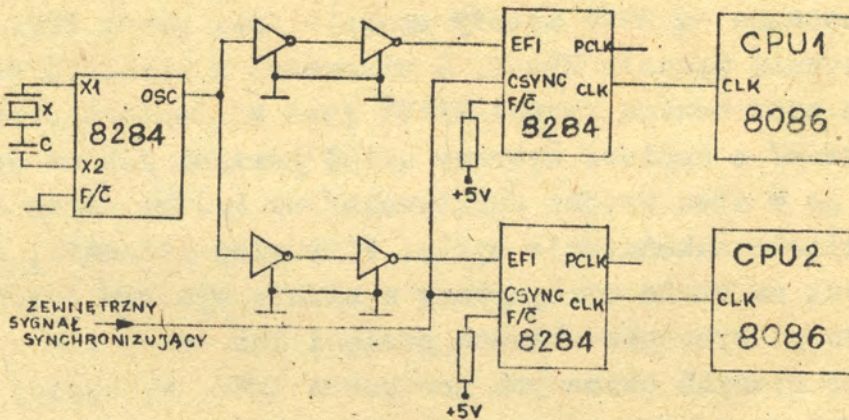 X1
OSC
X
8284
C
X2
F/C̄
EFI
PCLK
CSYNC
CLK
F/C̄
8284
+5V
CPU1
CLK
8086
EFI
PCLK
CSYNC
CLK
F/C̄
8284
+5V
CPU2
CLK
8086
ZEWNĘTRZNY
SYGNAŁ
SYNCHRONIZUJĄCY